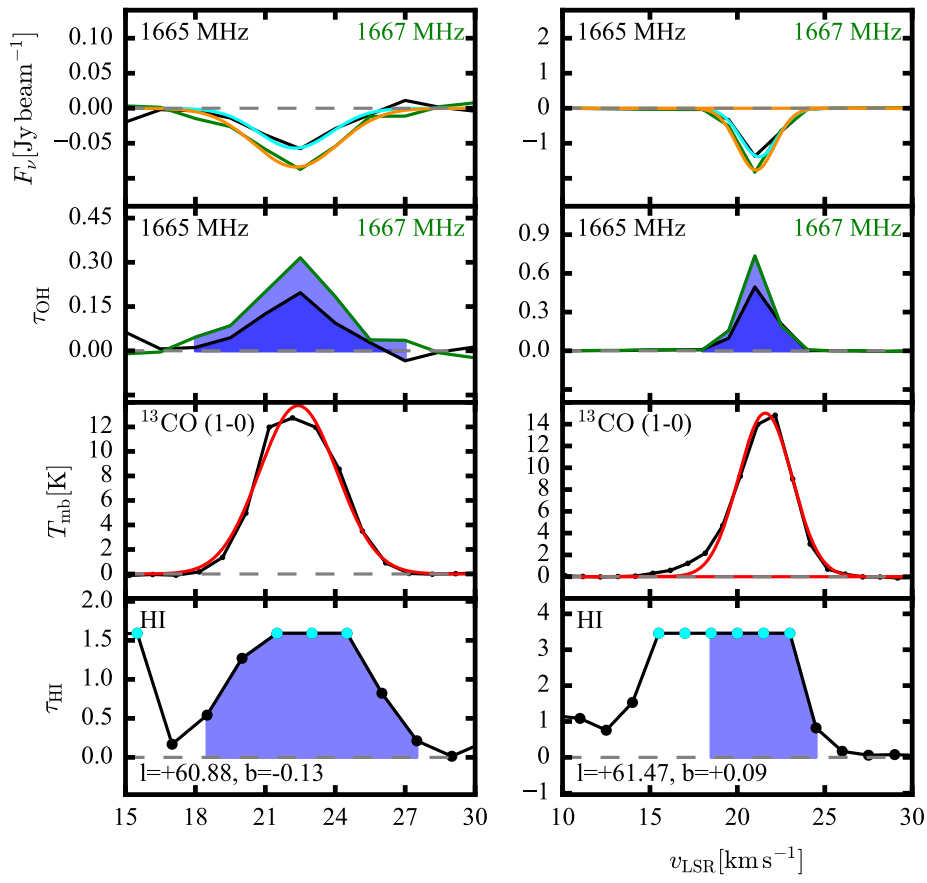 1665 MHz 1667 MHz
0.10
0.05
0.00
−0.05
Fν[Jy beam−1]
1665 MHz 1667 MHz
2
1
0
−1
1665 MHz 1667 MHz
0.45
0.30
0.15
0.00
τOH
1665 MHz 1667 MHz
0.9
0.6
0.3
0.0
13CO (1-0)
12
10
8
6
4
2
0
Tmb[K]
13CO (1-0)
14
12
10
8
6
4
2
0
HI
2.0
1.5
1.0
0.5
0.0
τHI
l=+60.88, b=-0.13
15 18 21 24 27 30
HI
4
3
2
1
0
−1
l=+61.47, b=+0.09
10 15 20 25 30
vLSR[km s−1]